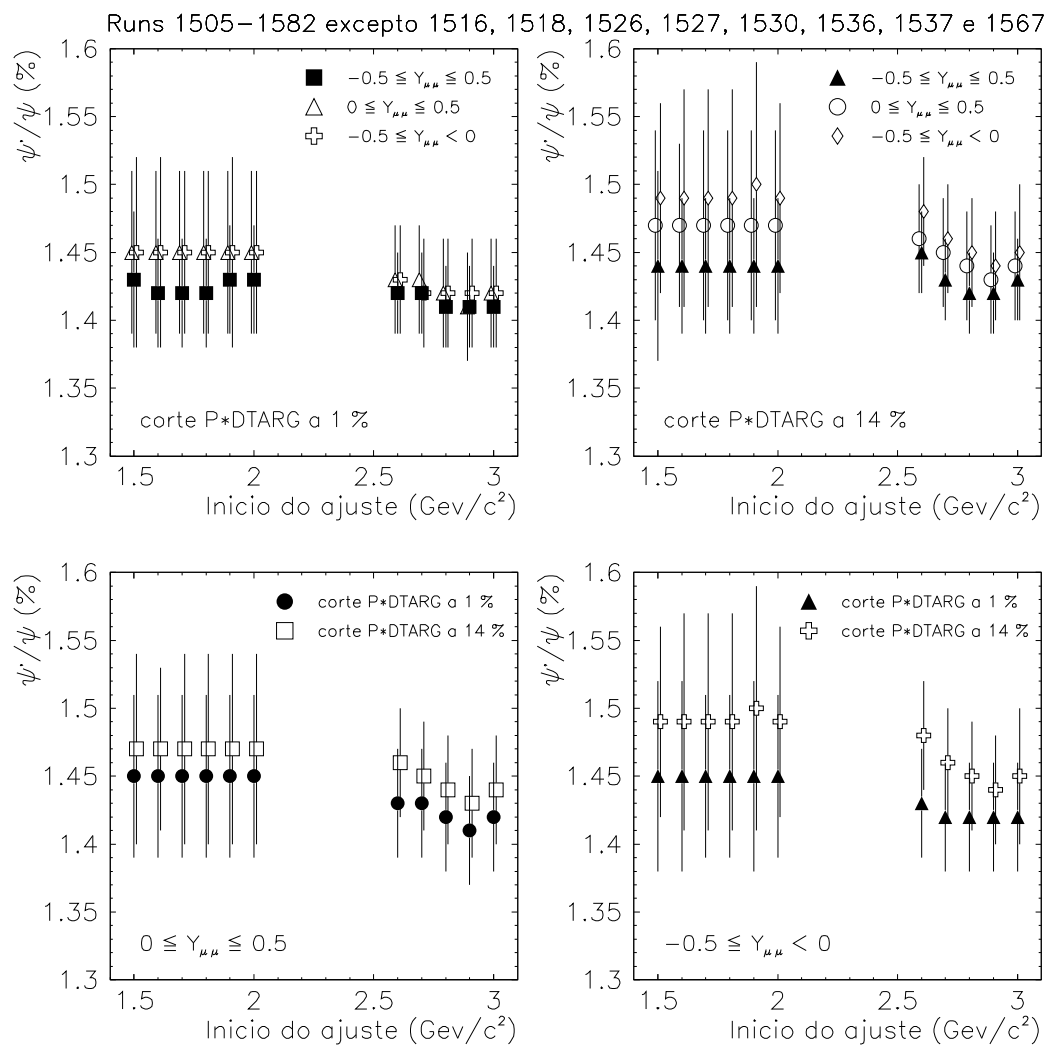 Runs 1505−1582 excepto 1516, 1518, 1526, 1527, 1530, 1536, 1537 e 1567
ψ'/ψ (%)
1.6
1.55
1.5
1.45
1.4
1.35
1.3
−0.5 ≦ Yμμ ≦ 0.5
0 ≦ Yμμ ≦ 0.5
−0.5 ≦ Yμμ < 0
corte P*DTARG a 1 %
1.5 2 2.5 3
Inicio do ajuste (Gev/c²)
ψ'/ψ (%)
1.6
1.55
1.5
1.45
1.4
1.35
1.3
−0.5 ≦ Yμμ ≦ 0.5
0 ≦ Yμμ ≦ 0.5
−0.5 ≦ Yμμ < 0
corte P*DTARG a 14 %
1.5 2 2.5 3
Inicio do ajuste (Gev/c²)
ψ'/ψ (%)
1.6
1.55
1.5
1.45
1.4
1.35
1.3
corte P*DTARG a 1 %
corte P*DTARG a 14 %
0 ≦ Yμμ ≦ 0.5
1.5 2 2.5 3
Inicio do ajuste (Gev/c²)
ψ'/ψ (%)
1.6
1.55
1.5
1.45
1.4
1.35
1.3
corte P*DTARG a 1 %
corte P*DTARG a 14 %
−0.5 ≦ Yμμ < 0
1.5 2 2.5 3
Inicio do ajuste (Gev/c²)